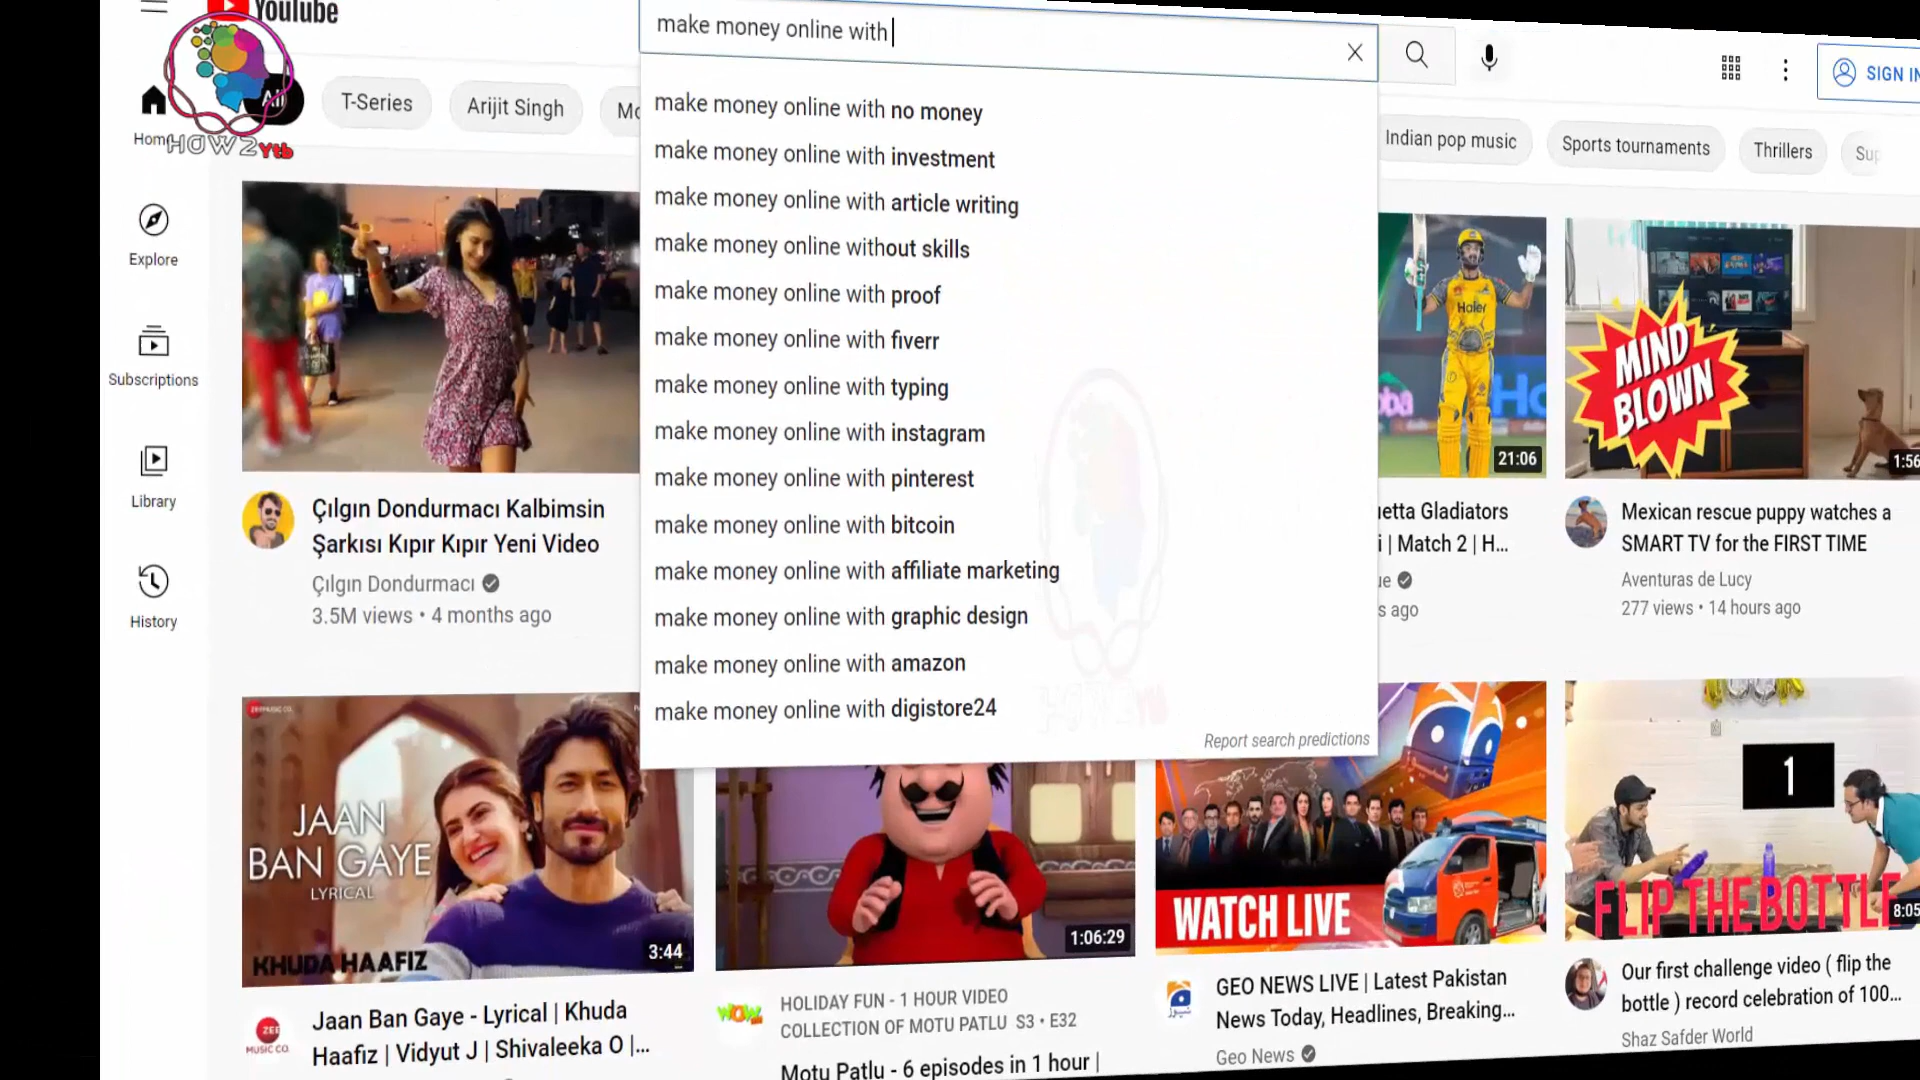 YouTube
make money online with
SIGN IN
HOW2Ytb
All
T-Series
Arijit Singh
Indian pop music
Sports tournaments
Thrillers
Home
Explore
Subscriptions
Library
History
make money online with no money
make money online with investment
make money online with article writing
make money online without skills
make money online with proof
make money online with fiverr
make money online with typing
make money online with instagram
make money online with pinterest
make money online with bitcoin
make money online with affiliate marketing
make money online with graphic design
make money online with amazon
make money online with digistore24
Report search predictions
Haier
21:06
MIND
BLOWN
1:56
Çılgın Dondurmacı Kalbimsin
Şarkısı Kıpır Kıpır Yeni Video
Çılgın Dondurmacı
3.5M views • 4 months ago
etta Gladiators
i | Match 2 | H...
ue
s ago
Mexican rescue puppy watches a
SMART TV for the FIRST TIME
Aventuras de Lucy
277 views • 14 hours ago
ZEE MUSIC CO.
JAAN
BAN GAYE
LYRICAL
KHUDA HAAFIZ
3:44
1:06:29
WATCH LIVE
1
FLIP THE BOTTLE
8:05
ZEE
MUSIC CO.
Jaan Ban Gaye - Lyrical | Khuda
Haafiz | Vidyut J | Shivaleeka O |...
WOW
HOLIDAY FUN - 1 HOUR VIDEO
COLLECTION OF MOTU PATLU S3 • E32
Motu Patlu - 6 episodes in 1 hour |
GEO NEWS LIVE | Latest Pakistan
News Today, Headlines, Breaking...
Geo News
Our first challenge video ( flip the
bottle ) record celebration of 100...
Shaz Safder World